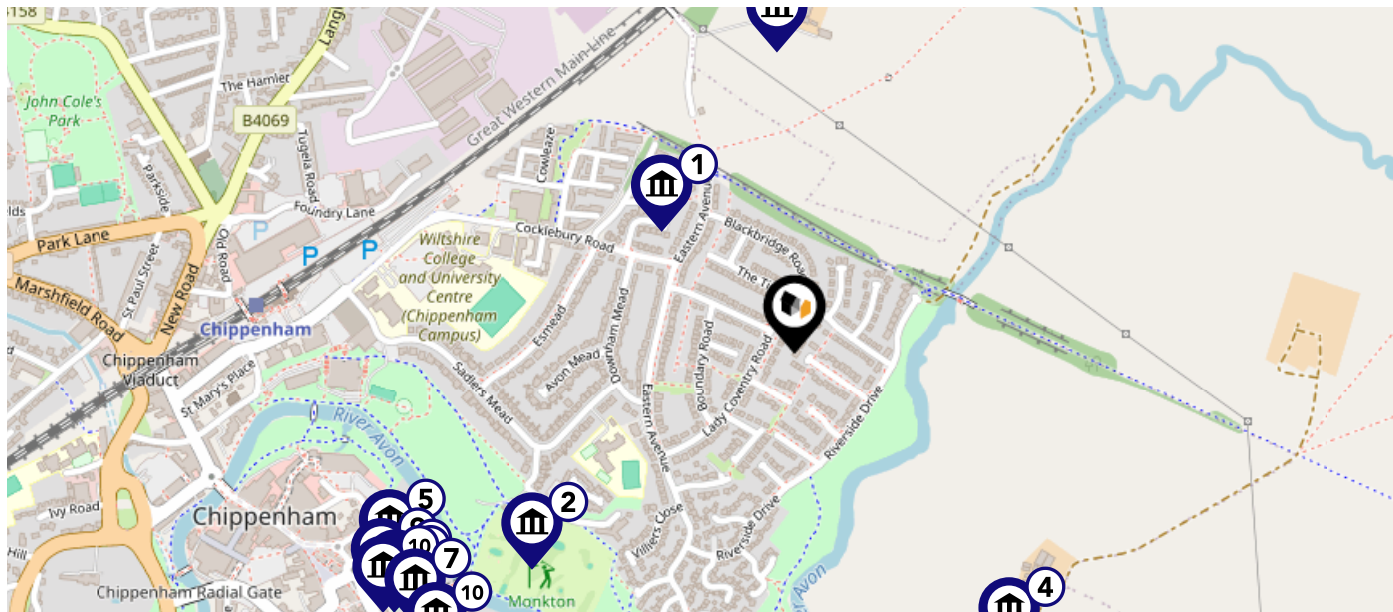 3158
Langl
The Hamlet
Great Western Main Line
John Cole's
Park
B4069
Tugela Road
Cowleaze
Parkside
1
Foundry Lane
P
P
P
Park Lane
Old Road
St Paul Street
New Road
Marshfield Road
Cocklebury Road
Wiltshire
College
and University
Centre
(Chippenham
Campus)
Eastern Avenue
Blackbridge Road
The Ti
Chippenham
Chippenham
Viaduct
Esmead
Downham Mead
Avon Mead
Boundary Road
Lady Coventry Road
St Mary's Place
Sadlers Mead
Eastern Avenue
Riverside Drive
River Avon
5
2
Ivy Road
Chippenham
9
10
7
Villiers Close
Riverside Drive
Hill
Chippenham Radial Gate
10
Monkton
Avon
4